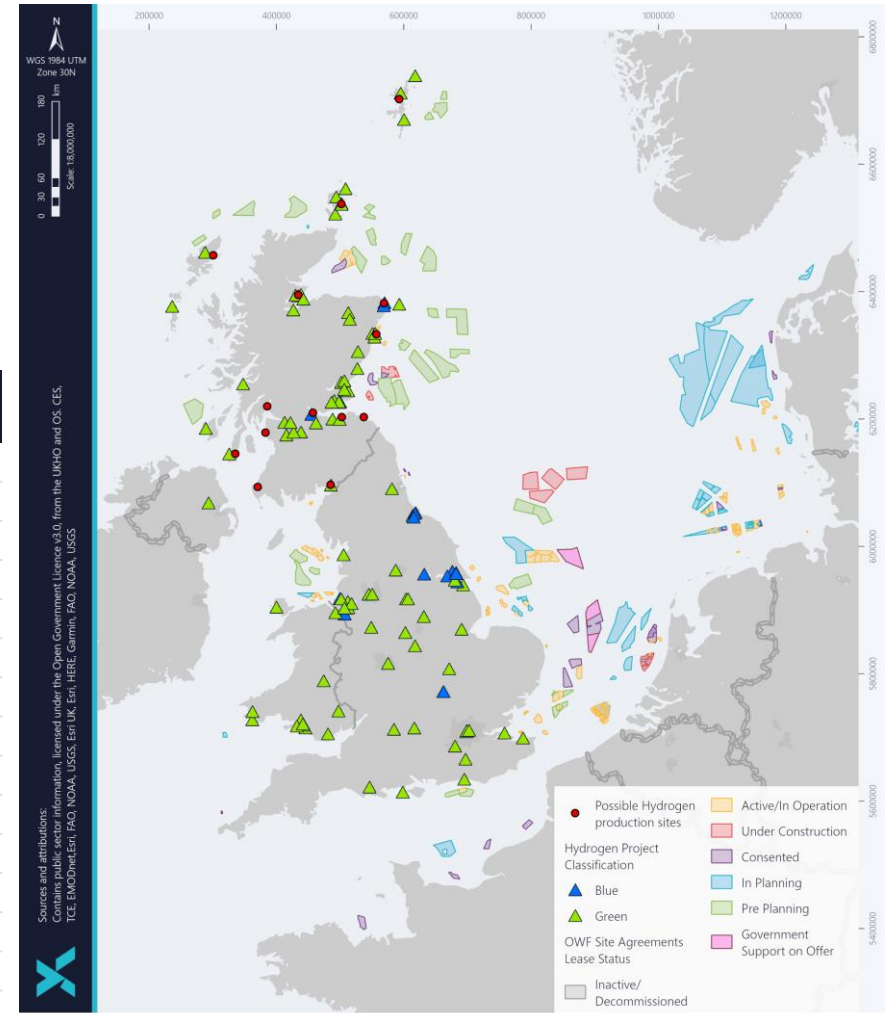 N
WGS 1984 UTM
Zone 30N
0 30 60 120 180
km
Scale: 1:8,000,000
Sources and attributions:
Contains public sector information, licensed under the Open Government Licence v3.0, from the UKHO and OS. CES,
TCE, EMODnet,Esri, FAO, NOAA, USGS, Esri UK, Esri, HERE, Garmin, FAO, NOAA, USGS
200000 400000 600000 800000 1000000 1200000
6800000
6600000
6400000
6200000
6000000
5800000
5600000
5400000
Possible Hydrogen
production sites
Hydrogen Project
Classification
Blue
Green
OWF Site Agreements
Lease Status
Inactive/
Decommissioned
Active/In Operation
Under Construction
Consented
In Planning
Pre Planning
Government
Support on Offer